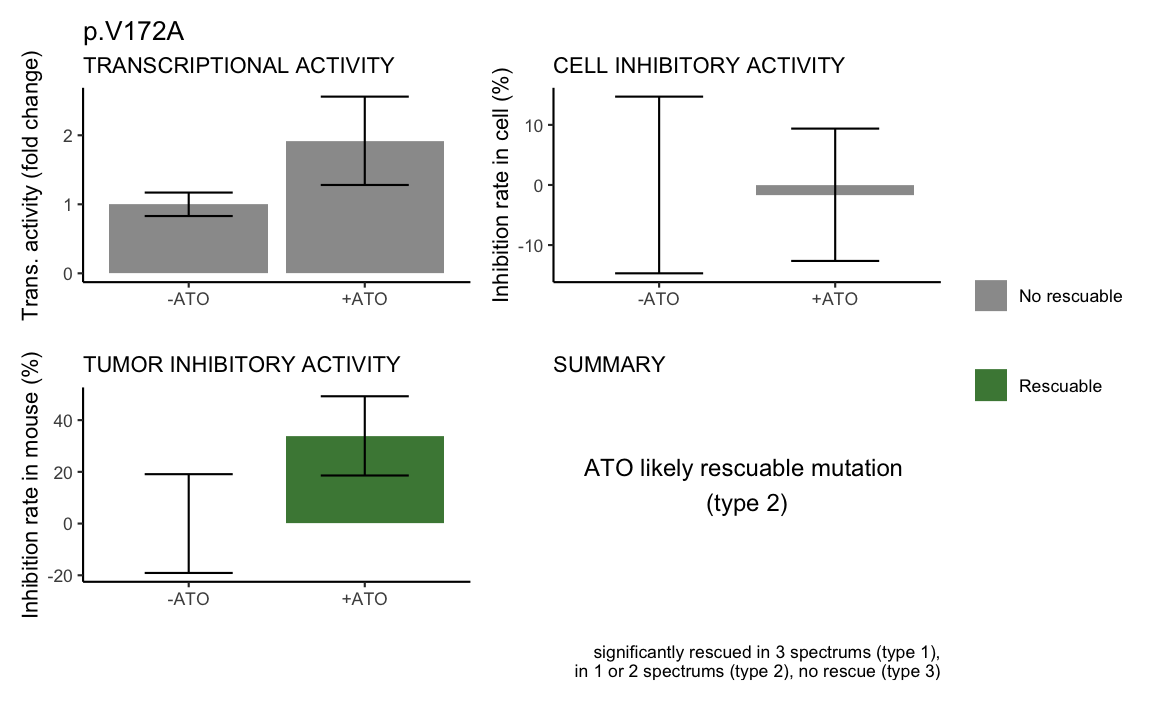 p.V172A
TRANSCRIPTIONAL ACTIVITY
Trans. activity (fold change)
2
1
0
-ATO
+ATO
CELL INHIBITORY ACTIVITY
Inhibition rate in cell (%)
10
0
-10
-ATO
+ATO
No rescuable
Rescuable
TUMOR INHIBITORY ACTIVITY
Inhibition rate in mouse (%)
40
20
0
-20
-ATO
+ATO
SUMMARY
ATO likely rescuable mutation
(type 2)
significantly rescued in 3 spectrums (type 1),
in 1 or 2 spectrums (type 2), no rescue (type 3)